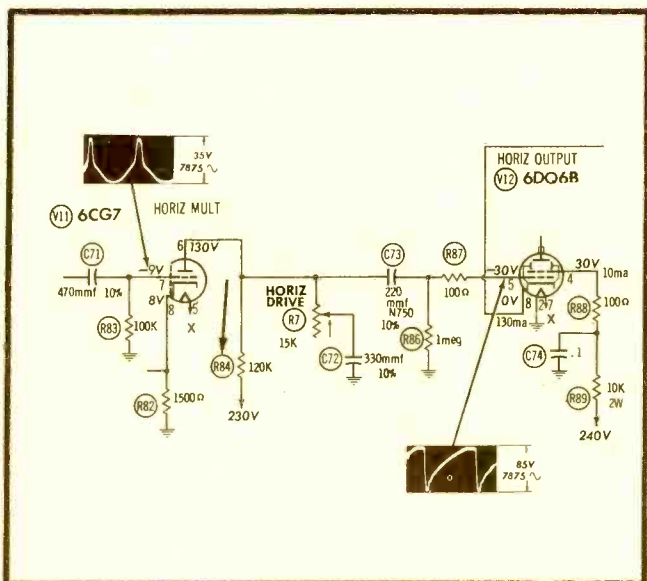 35V
7875 ∿
HORIZ OUTPUT
V12 6DQ6B
V11 6CG7
HORIZ MULT
6 130V
C71
-9V
7
C73
R87
-30V
5
30V
4
10ma
470mmf 10%
8V
8
5
X
HORIZ
DRIVE
R7
220
mmf
N750
10%
100Ω
0V
8
2
7
X
130ma
R88
100Ω
R83
100K
R84
15K
R86
1meg
C74
.1
C72
330mmf
10%
120K
R89
10K
2W
R82
1500Ω
230V
240V
85V
7875 ∿